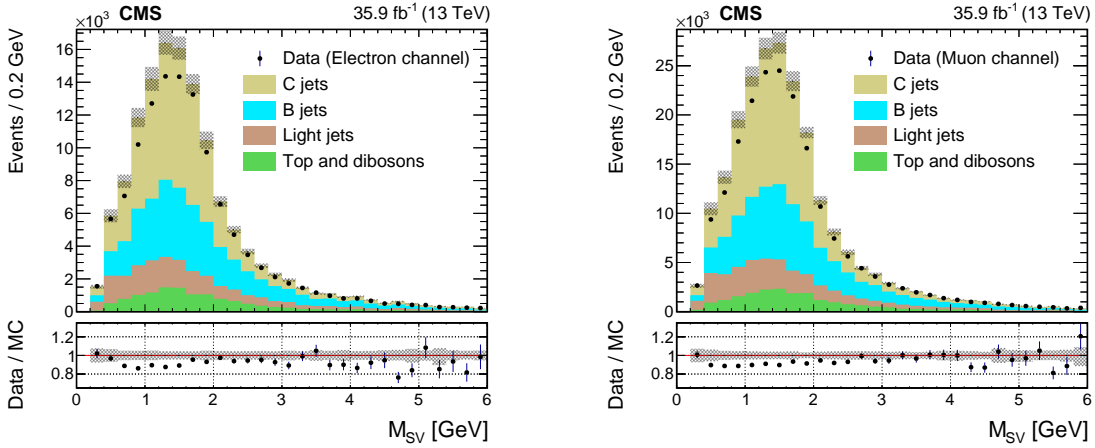 CMS 35.9 fb⁻¹ (13 TeV)
×10³
Events / 0.2 GeV
16
14
12
10
8
6
4
2
0
Data (Electron channel)
C jets
B jets
Light jets
Top and dibosons
Data / MC
1.2
1
0.8
0 1 2 3 4 5 6
M_SV [GeV]
CMS 35.9 fb⁻¹ (13 TeV)
×10³
Events / 0.2 GeV
25
20
15
10
5
0
Data (Muon channel)
C jets
B jets
Light jets
Top and dibosons
Data / MC
1.2
1
0.8
0 1 2 3 4 5 6
M_SV [GeV]